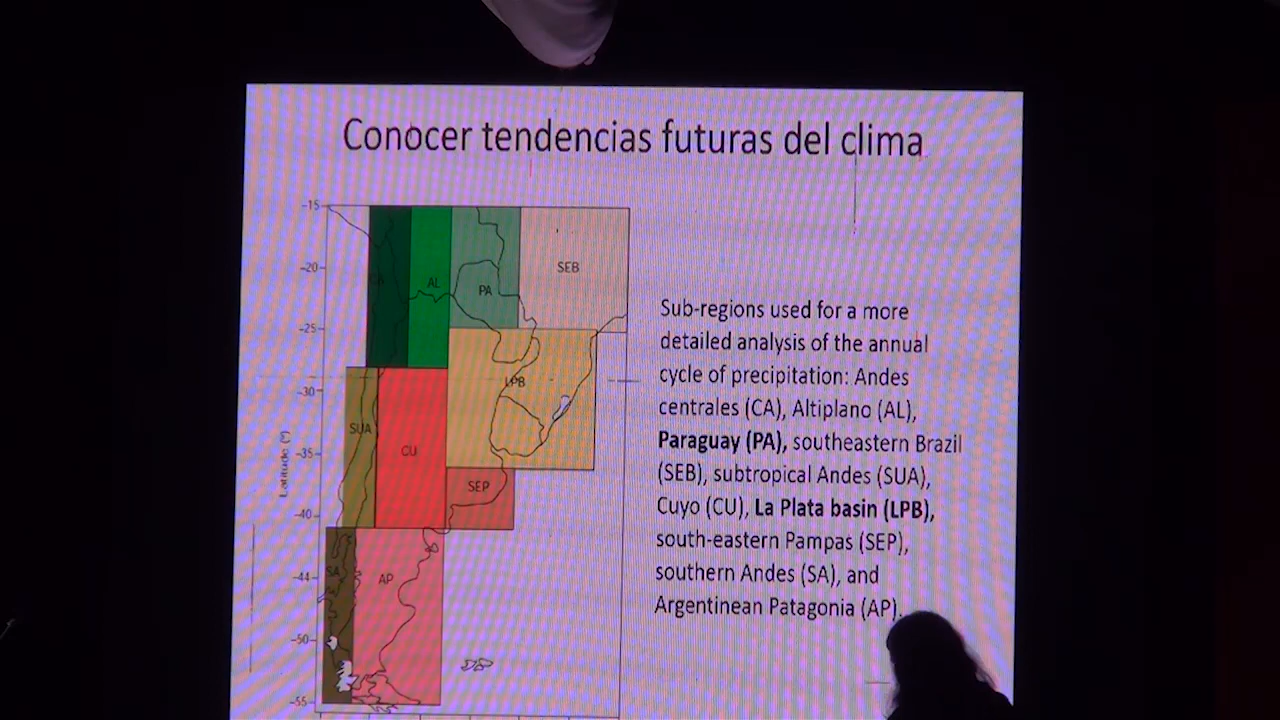 Conocer tendencias futuras del clima
-15
-20
-25
-30
-35
-40
-44
-50
-55
Latitude (°)
AL
PA
SEB
LPB
SUA
CU
SEP
SA
AP
Sub-regions used for a more
detailed analysis of the annual
cycle of precipitation: Andes
centrales (CA), Altiplano (AL),
Paraguay (PA), southeastern Brazil
(SEB), subtropical Andes (SUA),
Cuyo (CU), La Plata basin (LPB),
south-eastern Pampas (SEP),
southern Andes (SA), and
Argentinean Patagonia (AP).